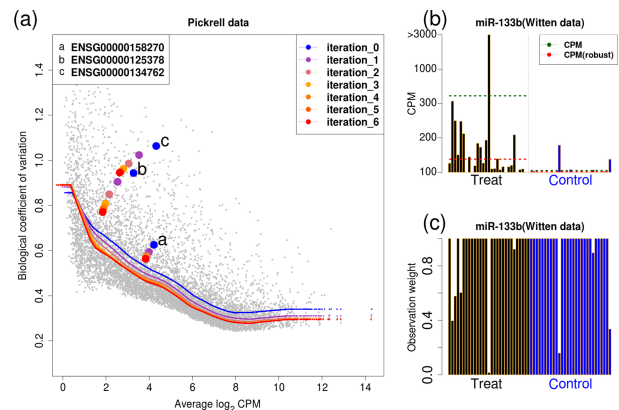 (a)
Pickrell data
a ENSG00000158270
b ENSG00000125378
c ENSG00000134762
iteration_0
iteration_1
iteration_2
iteration_3
iteration_4
iteration_5
iteration_6
c
b
a
Biological coefficient of variation
1.4
1.2
1.0
0.8
0.6
0.4
0.2
0 2 4 6 8 10 12 14
Average log2 CPM
(b)
miR-133b(Witten data)
CPM
CPM(robust)
CPM
>3000
1000
300
200
100
Treat Control
(c)
miR-133b(Witten data)
Observation weight
0.8
0.4
0.0
Treat Control